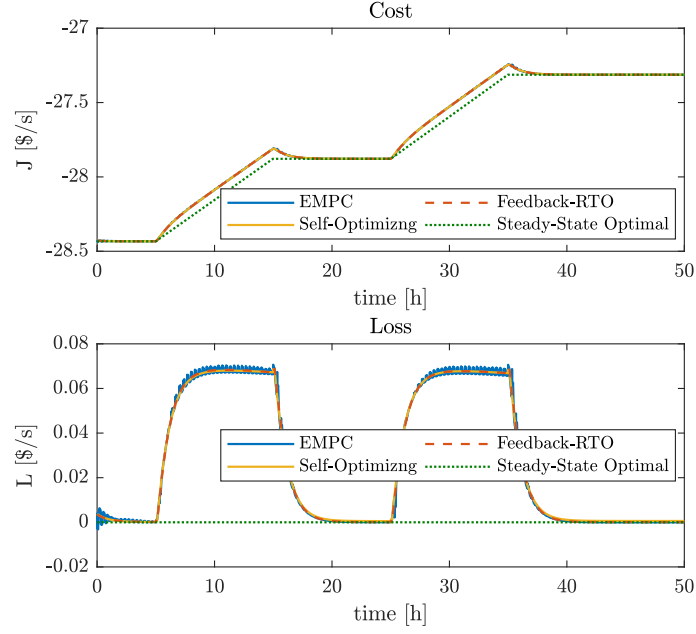 Cost
-27
-27.5
-28
-28.5
J [$/s]
EMPC
Feedback-RTO
Self-Optimizng
Steady-State Optimal
0 10 20 30 40 50
time [h]
Loss
0.08
0.06
0.04
0.02
0
-0.02
L [$/s]
EMPC
Feedback-RTO
Self-Optimizng
Steady-State Optimal
0 10 20 30 40 50
time [h]